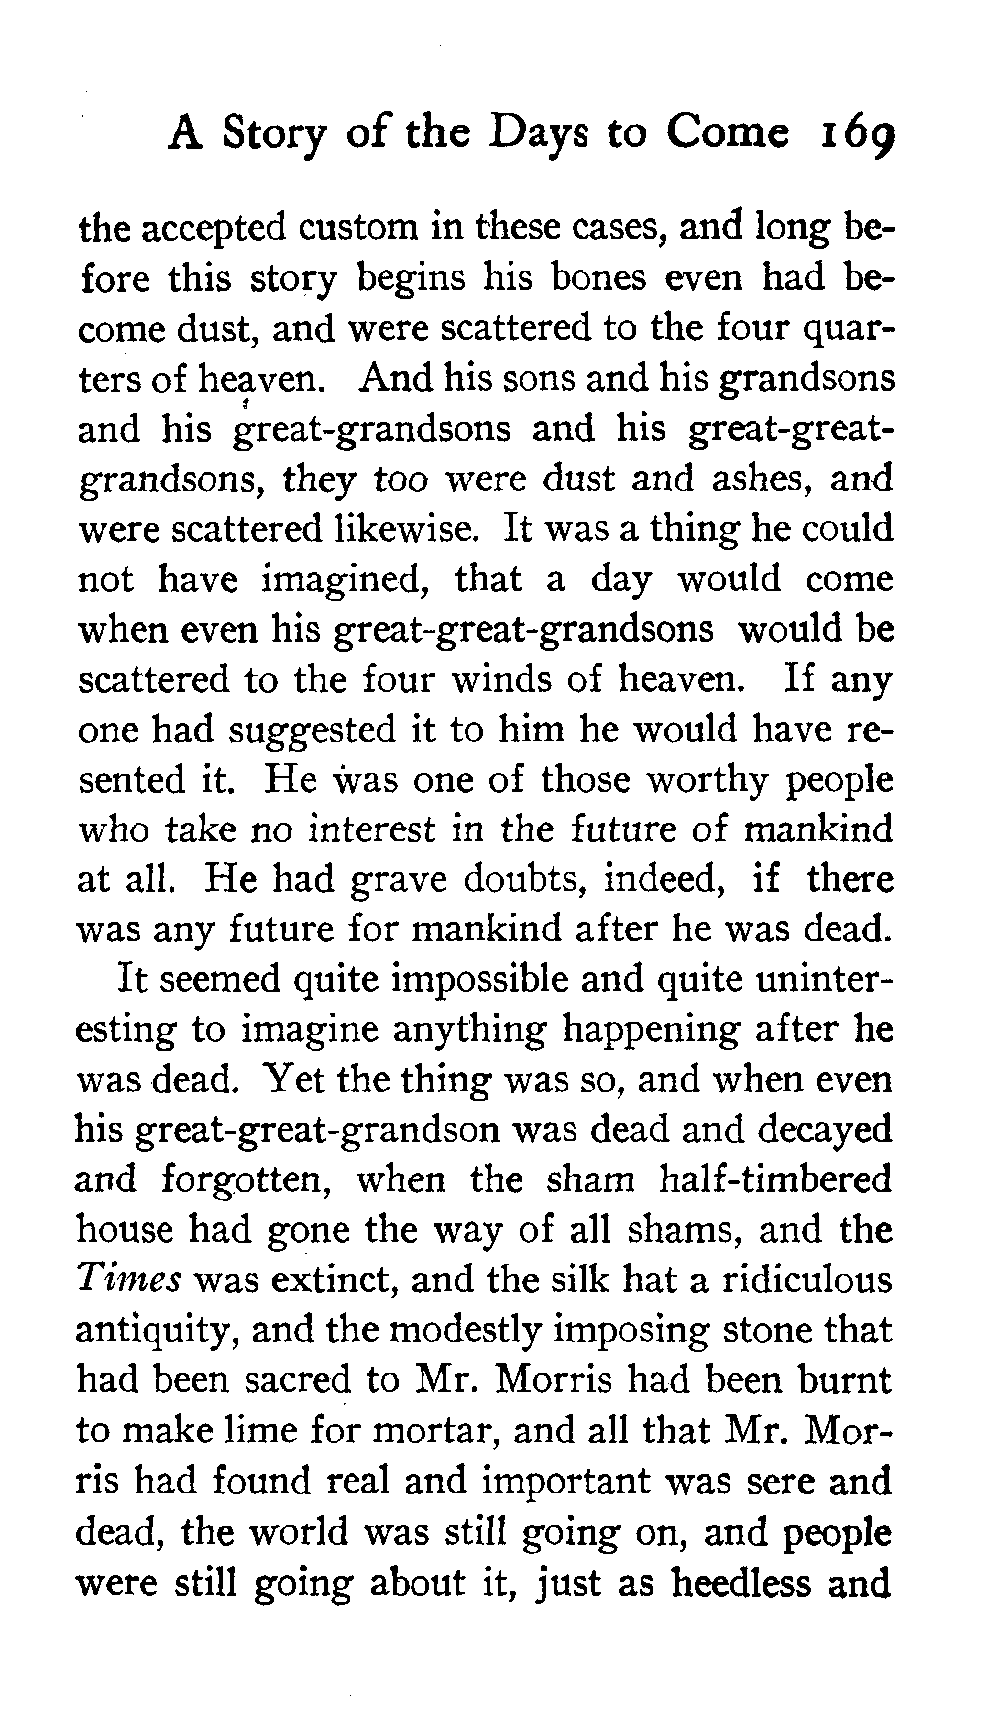 A Story of the Days to Come 169
the accepted custom in these cases, and long be-
fore this story begins his bones even had be-
come dust, and were scattered to the four quar-
ters of heaven. And his sons and his grandsons
and his great-grandsons and his great-great-
grandsons, they too were dust and ashes, and
were scattered likewise. It was a thing he could
not have imagined, that a day would come
when even his great-great-grandsons would be
scattered to the four winds of heaven. If any
one had suggested it to him he would have re-
sented it. He was one of those worthy people
who take no interest in the future of mankind
at all. He had grave doubts, indeed, if there
was any future for mankind after he was dead.
It seemed quite impossible and quite uninter-
esting to imagine anything happening after he
was dead. Yet the thing was so, and when even
his great-great-grandson was dead and decayed
and forgotten, when the sham half-timbered
house had gone the way of all shams, and the
Times was extinct, and the silk hat a ridiculous
antiquity, and the modestly imposing stone that
had been sacred to Mr. Morris had been burnt
to make lime for mortar, and all that Mr. Mor-
ris had found real and important was sere and
dead, the world was still going on, and people
were still going about it, just as heedless and